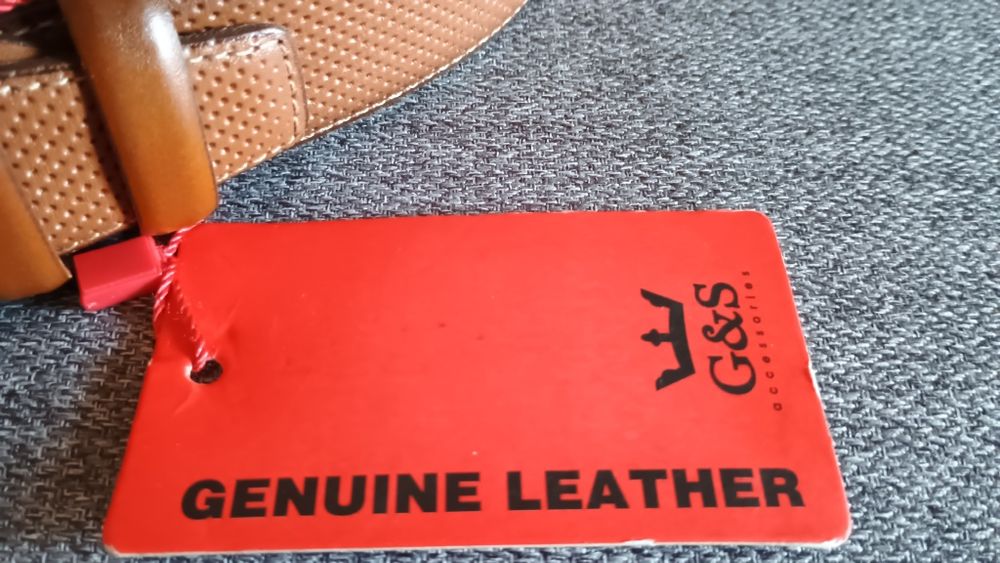 G&S
accessories
GENUINE LEATHER